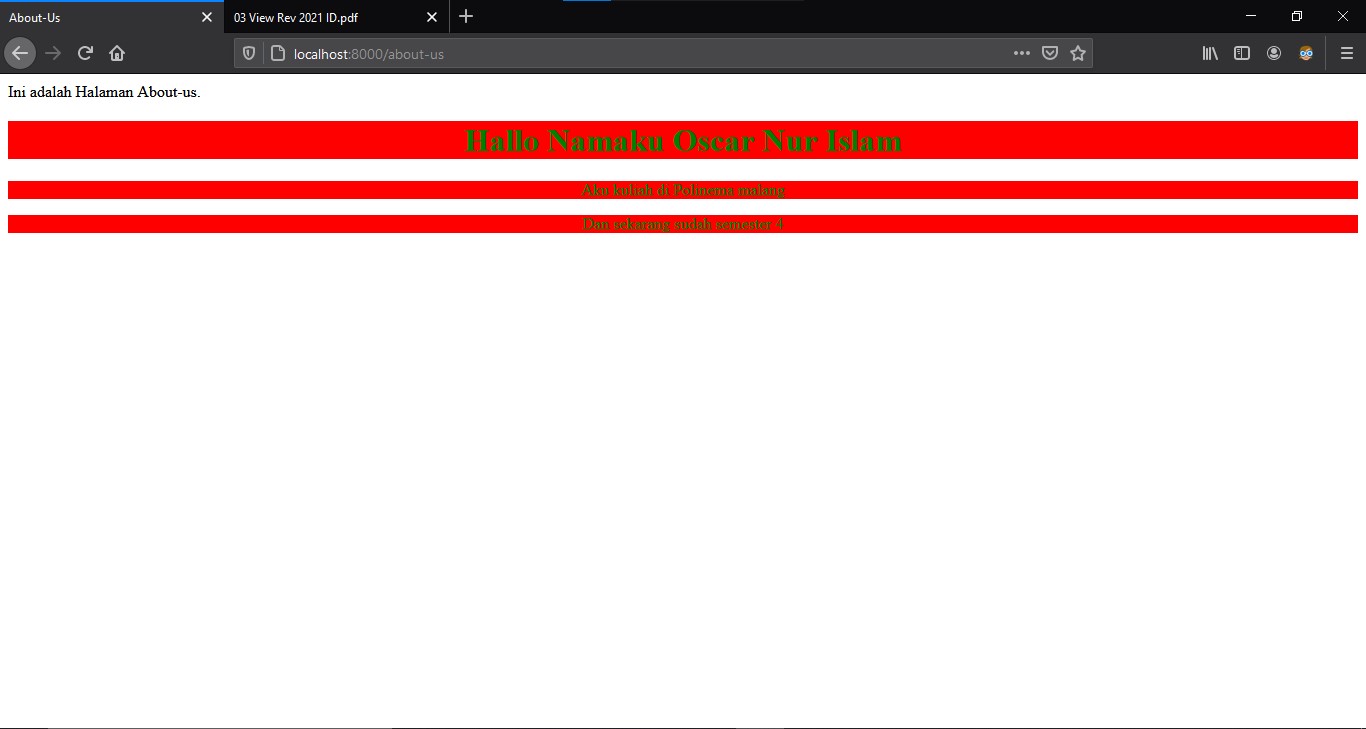 About-Us
03 View Rev 2021 ID.pdf
localhost:8000/about-us
Ini adalah Halaman About-us.
Hallo Namaku Oscar Nur Islam
Aku kuliah di Polinema malang
Dan sekarang sudah semester 4